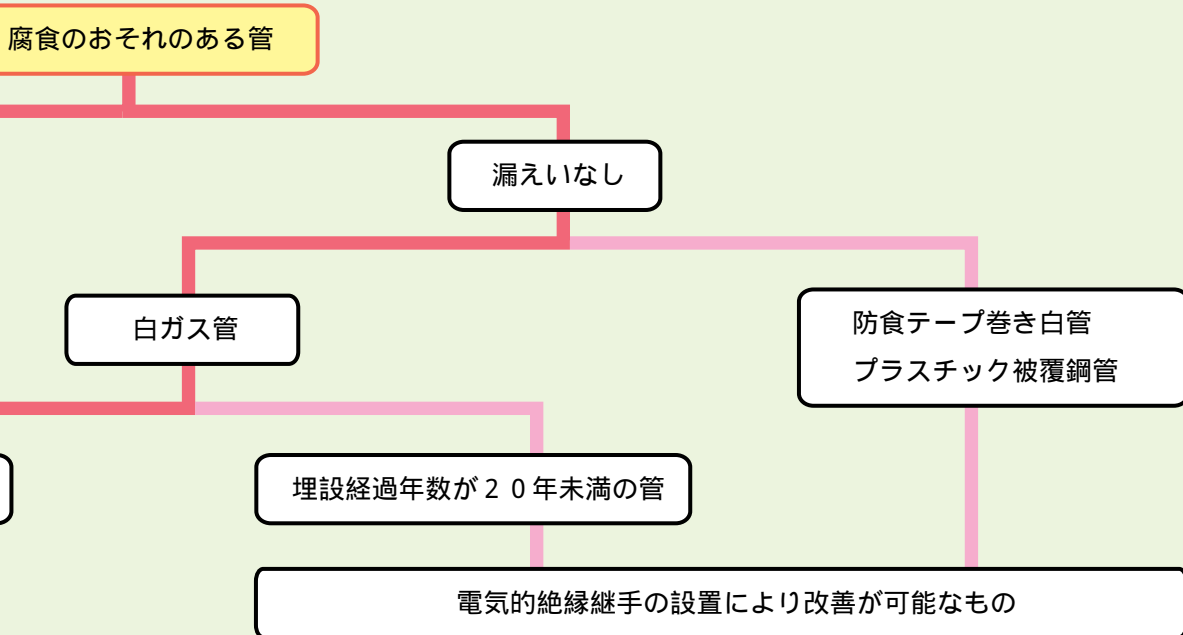 腐食のおそれのある管
漏えいなし
白ガス管
防食テープ巻き白管
プラスチック被覆鋼管
埋設経過年数が２０年未満の管
電気的絶縁継手の設置により改善が可能なもの